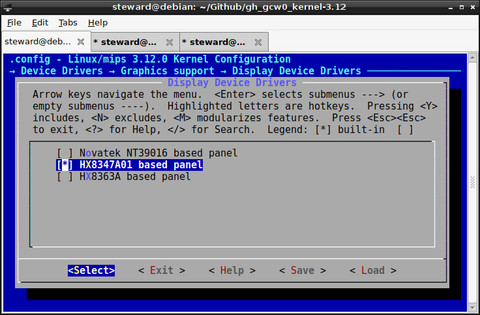 steward@debian: ~/Github/gh_gcw0_kernel-3.12
File Edit Tabs Help
steward@deb... * steward@... * steward@...
.config - Linux/mips 3.12.0 Kernel Configuration
→ Device Drivers → Graphics support → Display Device Drivers
Display Device Drivers
Arrow keys navigate the menu. <Enter> selects submenus ---> (or
empty submenus ----). Highlighted letters are hotkeys. Pressing <Y>
includes, <N> excludes, <M> modularizes features. Press <Esc><Esc>
to exit, <?> for Help, </> for Search. Legend: [*] built-in [ ]
[ ] Novatek NT39016 based panel
[*] HX8347A01 based panel
[ ] HX8363A based panel
<Select> < Exit > < Help > < Save > < Load >